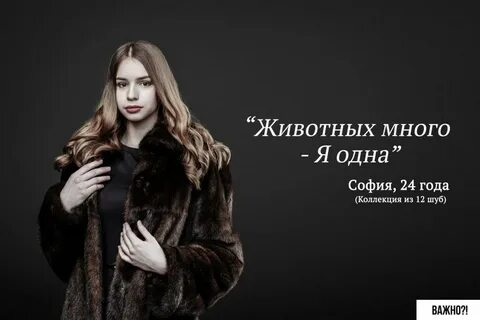 “Животных много
- Я одна”
София, 24 года
(Коллекция из 12 шуб)
ВАЖНО?!